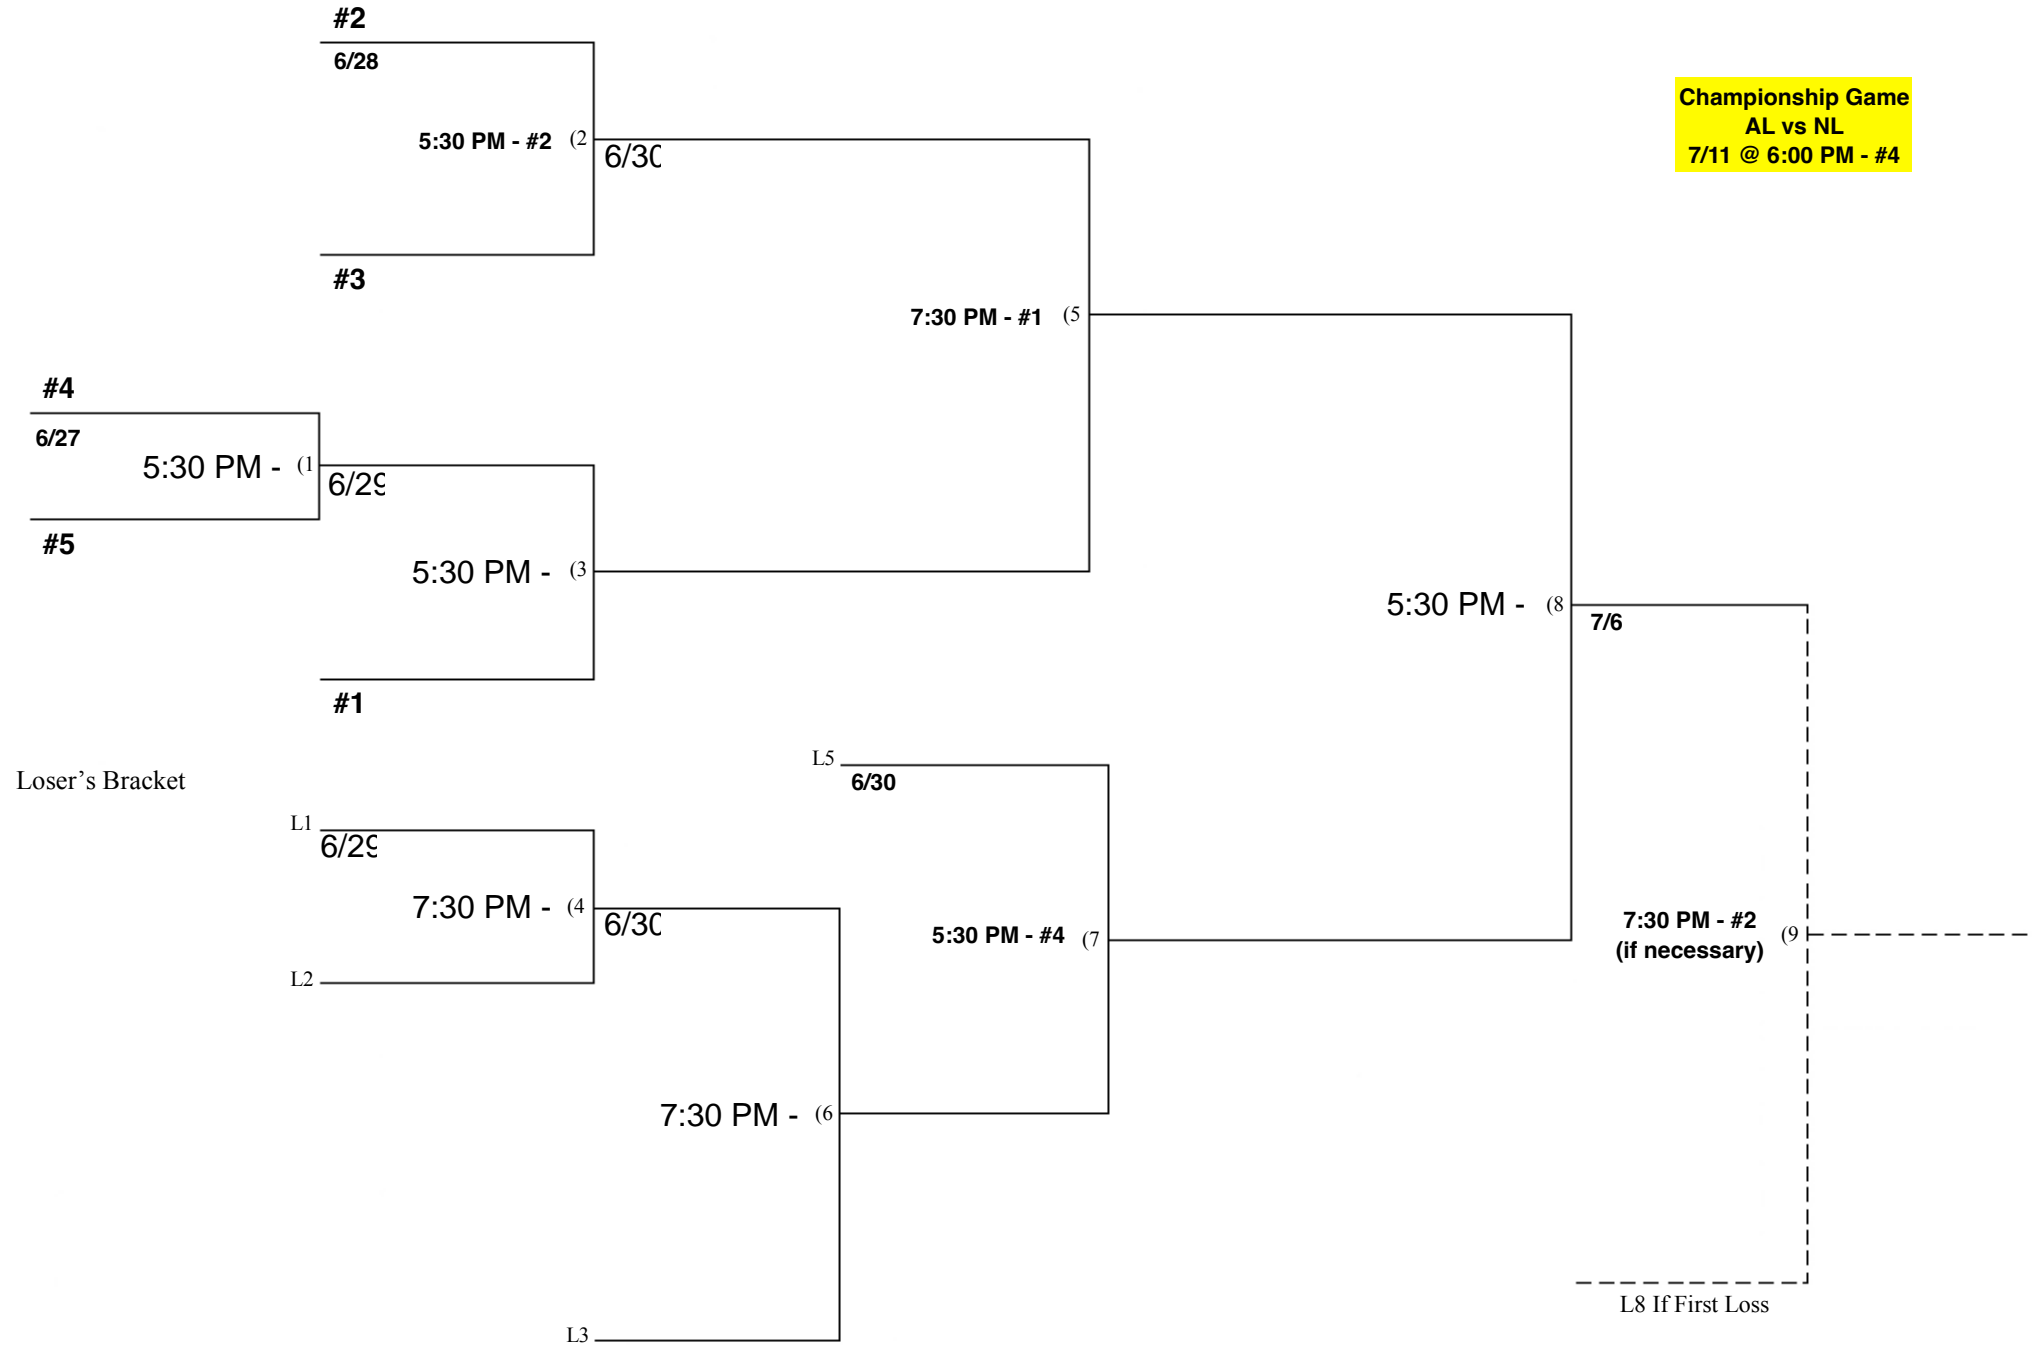 #2
6/28
Championship Game
AL vs NL
7/11 @ 6:00 PM - #4
5:30 PM - #2 (2
6/30
#3
7:30 PM - #1 (5
#4
6/27
5:30 PM - (1
6/29
#5
5:30 PM - (3
5:30 PM - (8
7/6
#1
L5
6/30
Loser's Bracket
L1
6/29
7:30 PM - (4
6/30
5:30 PM - #4 (7
7:30 PM - #2
(if necessary) (9
L2
7:30 PM - (6
L8 If First Loss
L3